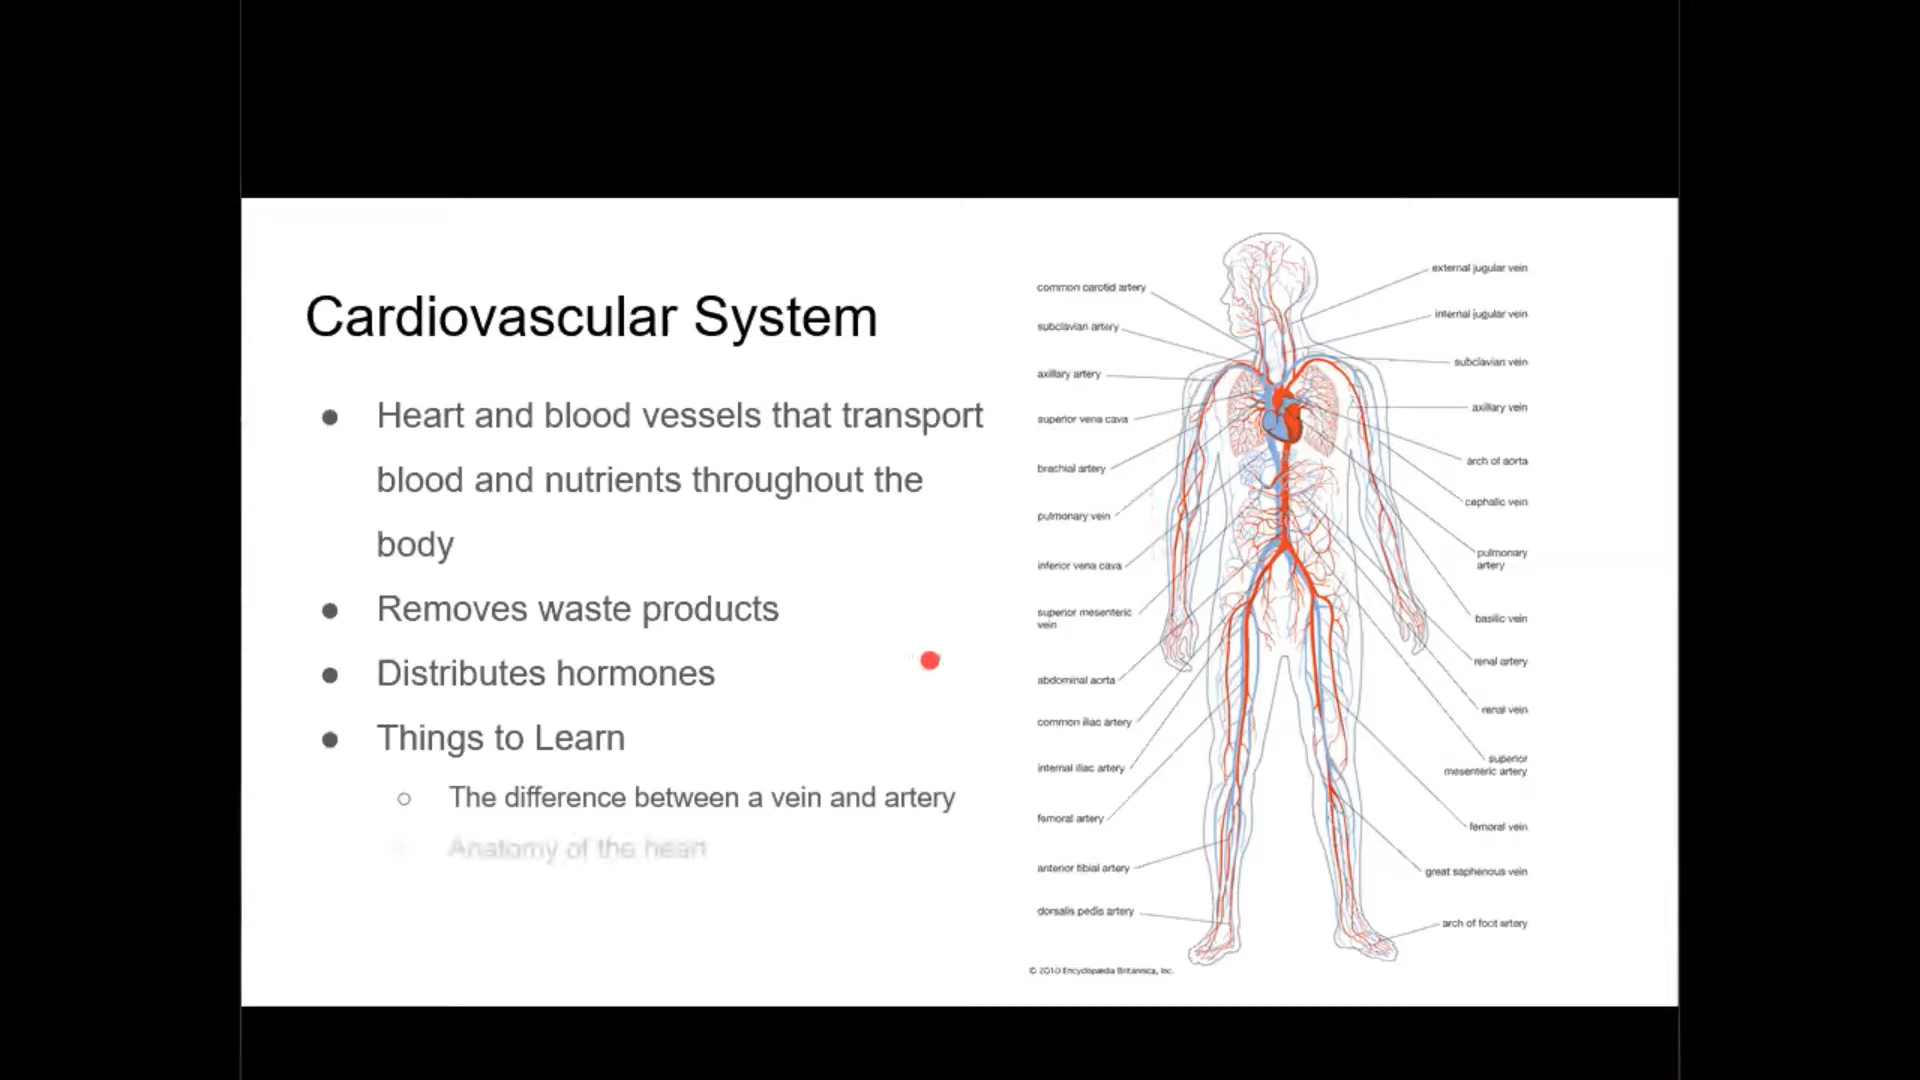 Cardiovascular System
● Heart and blood vessels that transport
blood and nutrients throughout the
body
● Removes waste products
● Distributes hormones
● Things to Learn
○ The difference between a vein and artery
Anatomy of the heart
common carotid artery
subclavian artery
axillary artery
superior vena cava
brachial artery
pulmonary vein
inferior vena cava
superior mesenteric
vein
abdominal aorta
common iliac artery
internal iliac artery
femoral artery
anterior tibial artery
dorsalis pedis artery
external jugular vein
internal jugular vein
subclavian vein
axillary vein
arch of aorta
cephalic vein
pulmonary
artery
basilic vein
renal artery
renal vein
superior
mesenteric artery
femoral vein
great saphenous vein
arch of foot artery
© 2010 Encyclopædia Britannica, Inc.